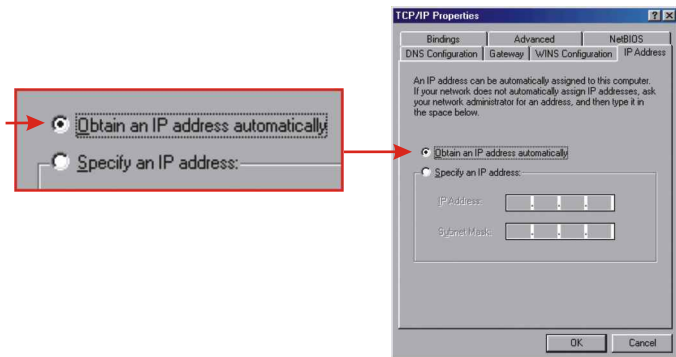 Obtain an IP address automatically
Specify an IP address:
TCP/IP Properties
Bindings Advanced NetBIOS
DNS Configuration Gateway WINS Configuration IP Address
An IP address can be automatically assigned to this computer.
If your network does not automatically assign IP addresses, ask
your network administrator for an address, and then type it in
the space below.
Obtain an IP address automatically
Specify an IP address:
IP Address:
Subnet Mask:
OK Cancel